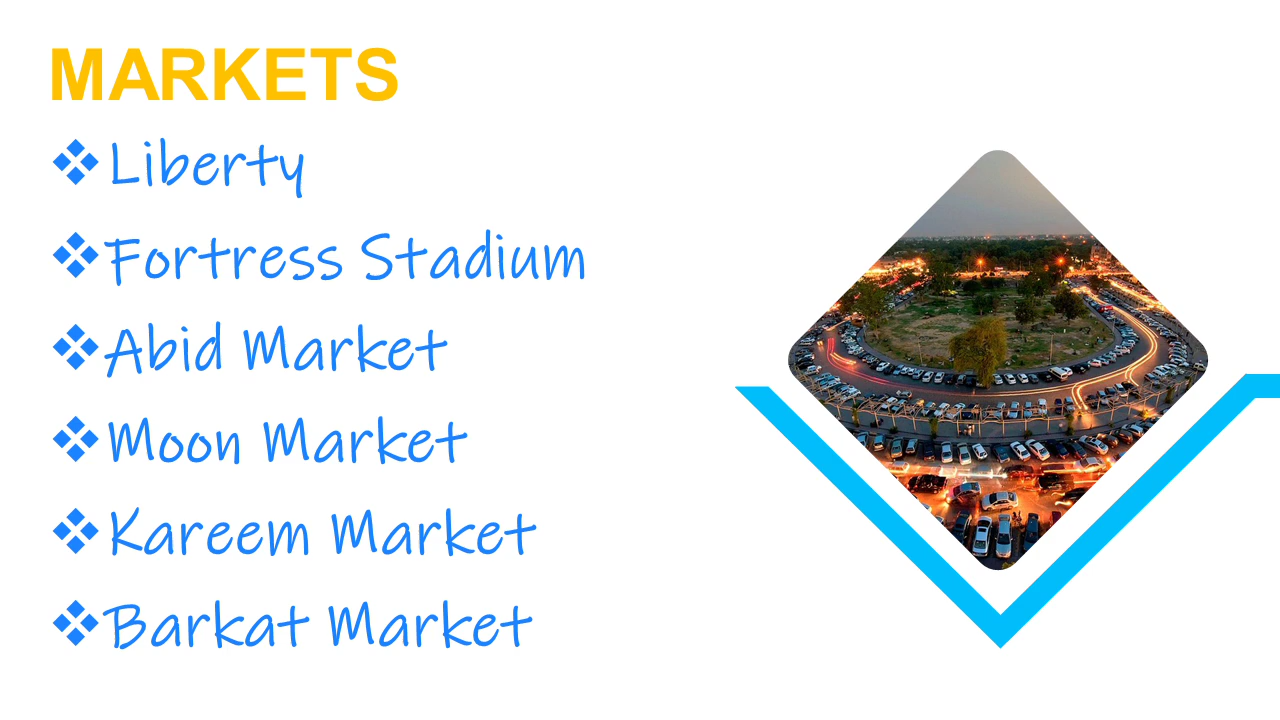 MARKETS
❖Liberty
❖Fortress Stadium
❖Abid Market
❖Moon Market
❖Kareem Market
❖Barkat Market